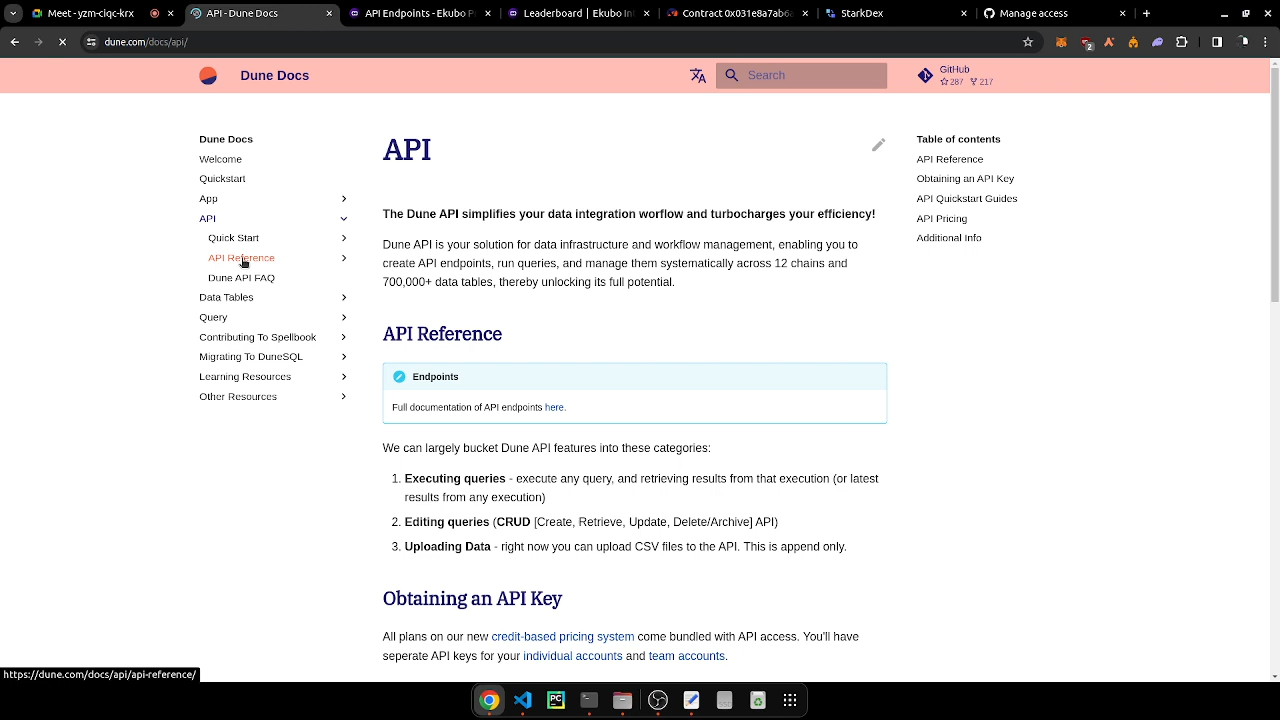 Meet - yzm-ciqc-krx
API - Dune Docs
API Endpoints - Ekubo P
Leaderboard | Ekubo In
Contract 0x031e8a7ab6a
StarkDex
Manage access
dune.com/docs/api/
2
Dune Docs
Search
GitHub
287 217
Dune Docs
Welcome
Quickstart
App
API
Quick Start
API Reference
Dune API FAQ
Data Tables
Query
Contributing To Spellbook
Migrating To DuneSQL
Learning Resources
Other Resources
API
The Dune API simplifies your data integration worflow and turbocharges your efficiency!
Dune API is your solution for data infrastructure and workflow management, enabling you to
create API endpoints, run queries, and manage them systematically across 12 chains and
700,000+ data tables, thereby unlocking its full potential.
API Reference
Endpoints
Full documentation of API endpoints here.
We can largely bucket Dune API features into these categories:
1. Executing queries - execute any query, and retrieving results from that execution (or latest
results from any execution)
2. Editing queries (CRUD [Create, Retrieve, Update, Delete/Archive] API)
3. Uploading Data - right now you can upload CSV files to the API. This is append only.
Obtaining an API Key
All plans on our new credit-based pricing system come bundled with API access. You'll have
seperate API keys for your individual accounts and team accounts.
Table of contents
API Reference
Obtaining an API Key
API Quickstart Guides
API Pricing
Additional Info
https://dune.com/docs/api/api-reference/
PC